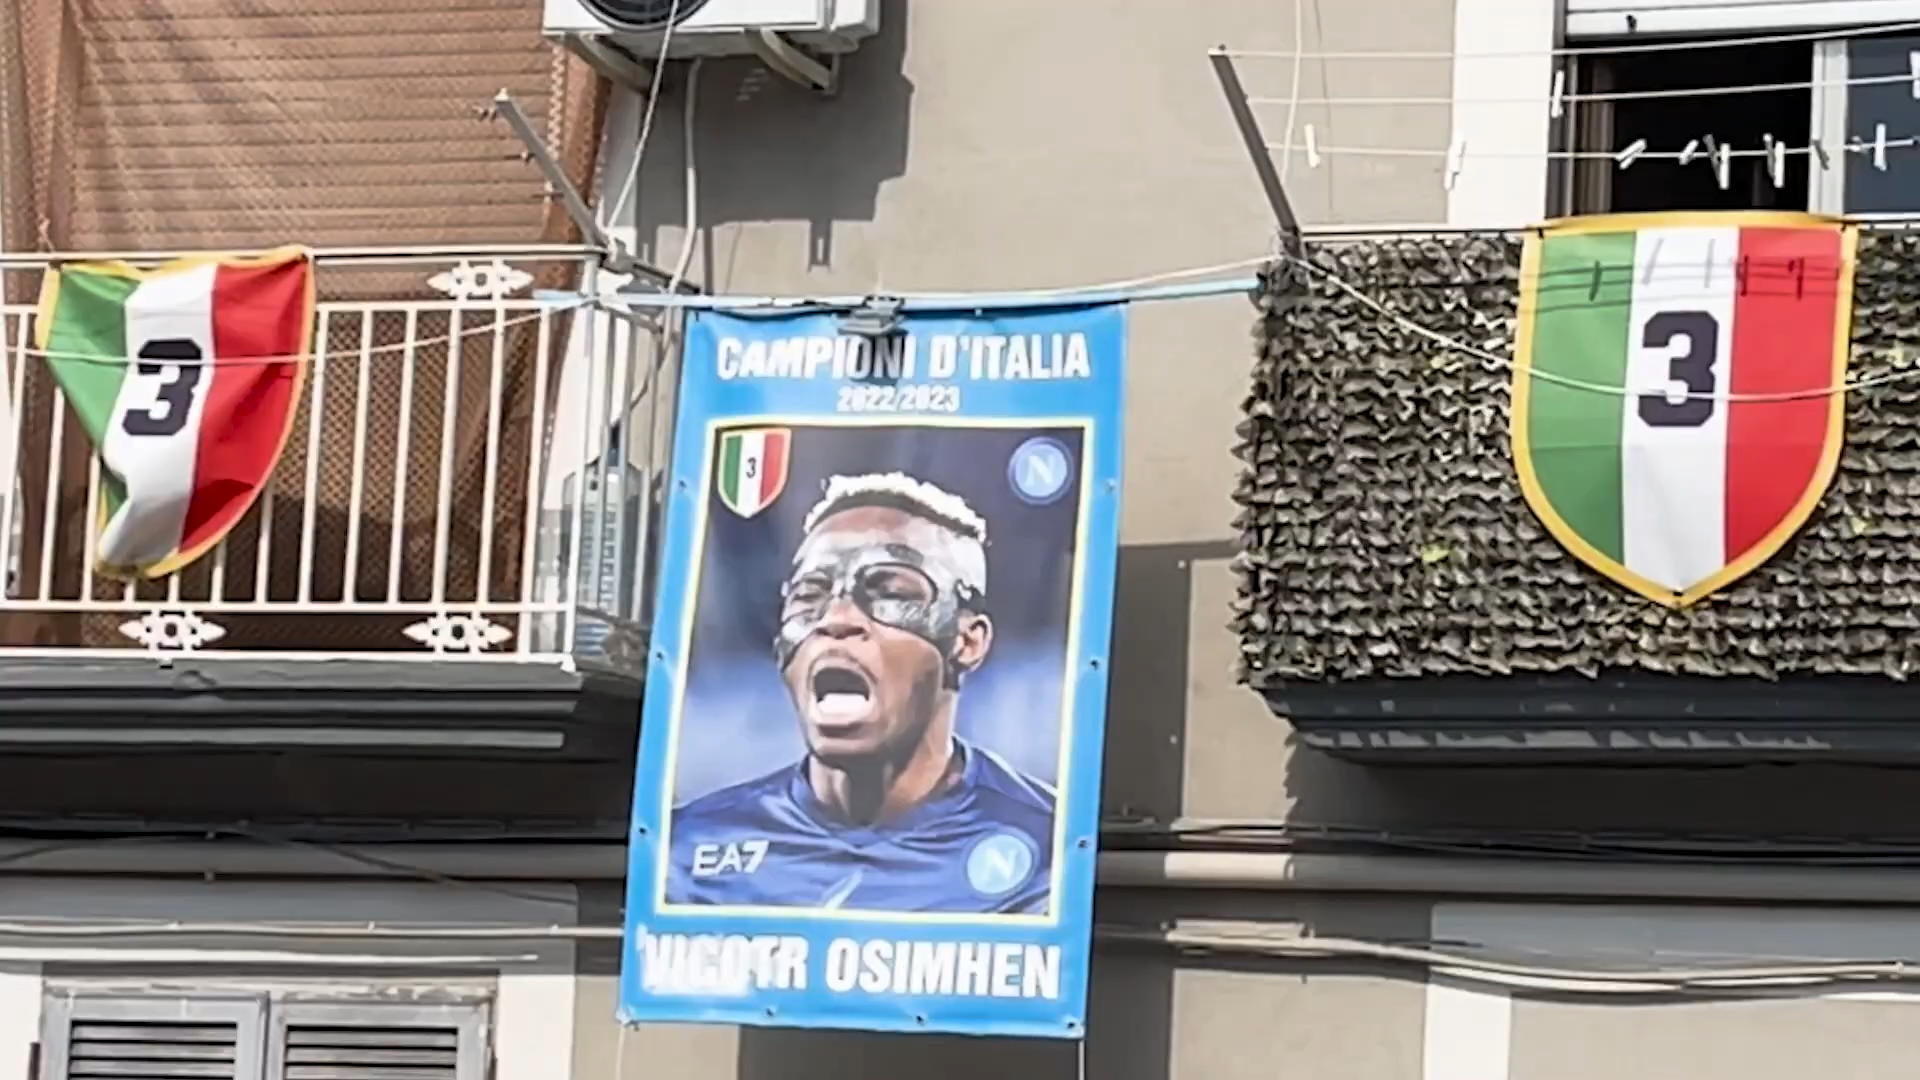 3
CAMPIONI D'ITALIA
2022/2023
3
N
EA7
N
VICOTR OSIMHEN
3